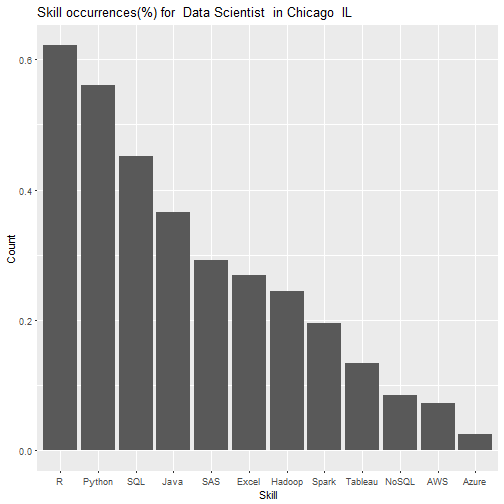 Skill occurrences(%) for  Data Scientist  in Chicago  IL
Count
0.6
0.4
0.2
0.0
R Python SQL Java SAS Excel Hadoop Spark Tableau NoSQL AWS Azure
Skill